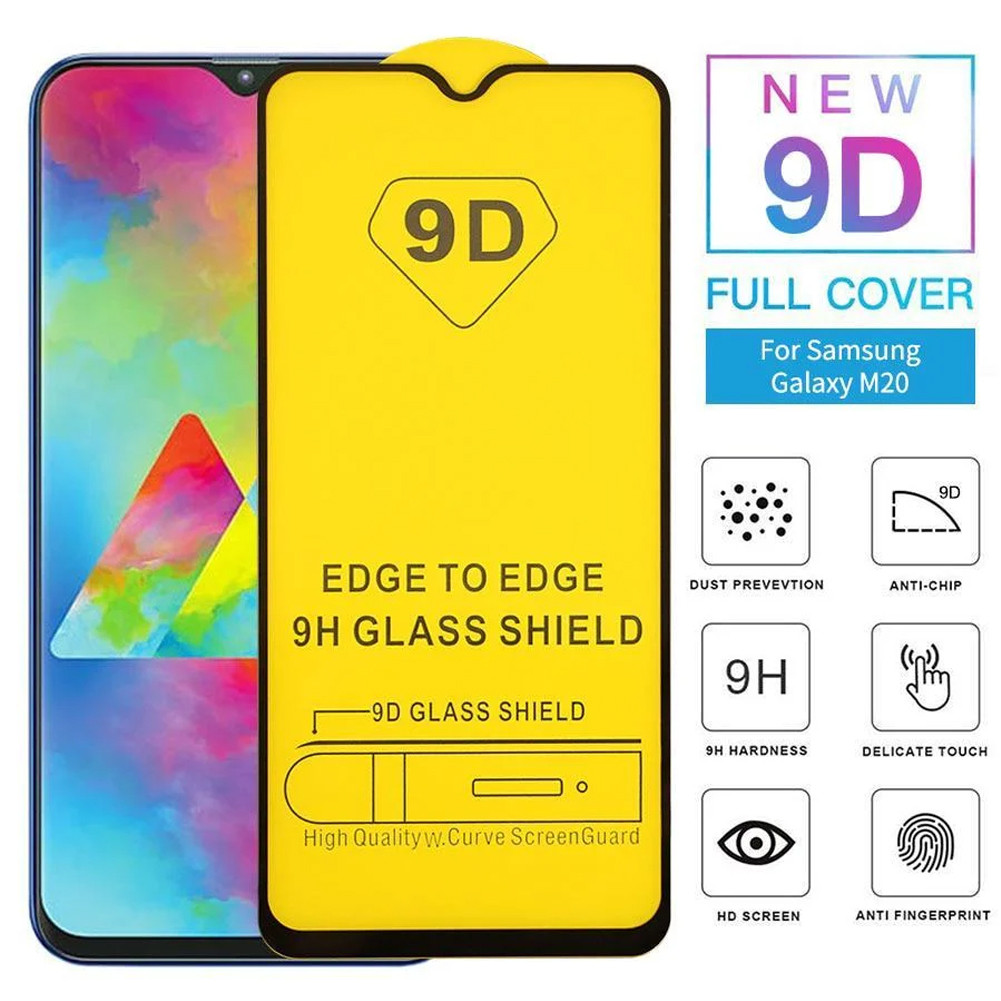 NEW
9D
FULL COVER
For Samsung
Galaxy M20
9D
EDGE TO EDGE
9H GLASS SHIELD
9D GLASS SHIELD
High Quality w. Curve ScreenGuard
9D
DUST PREVEVTION
ANTI-CHIP
9H
9H HARDNESS
DELICATE TOUCH
HD SCREEN
ANTI FINGERPRINT